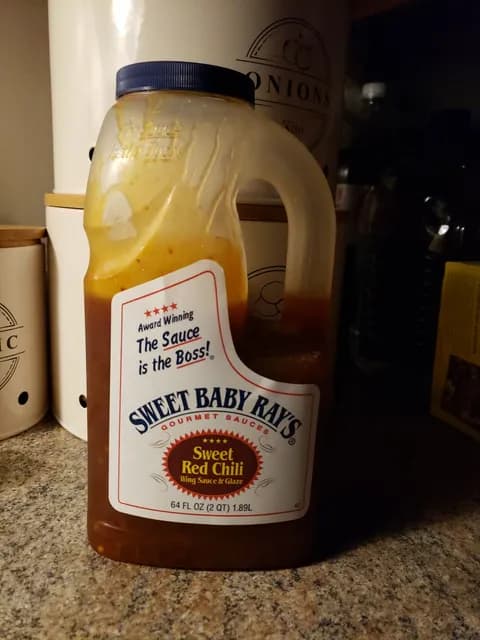 ONIONS
IC
★★★★
Award Winning
The Sauce
is the Boss!®
SWEET BABY RAY'S®
GOURMET SAUCES
★★★★
Sweet
Red Chili
Wing Sauce & Glaze
64 FL OZ (2 QT) 1.89L